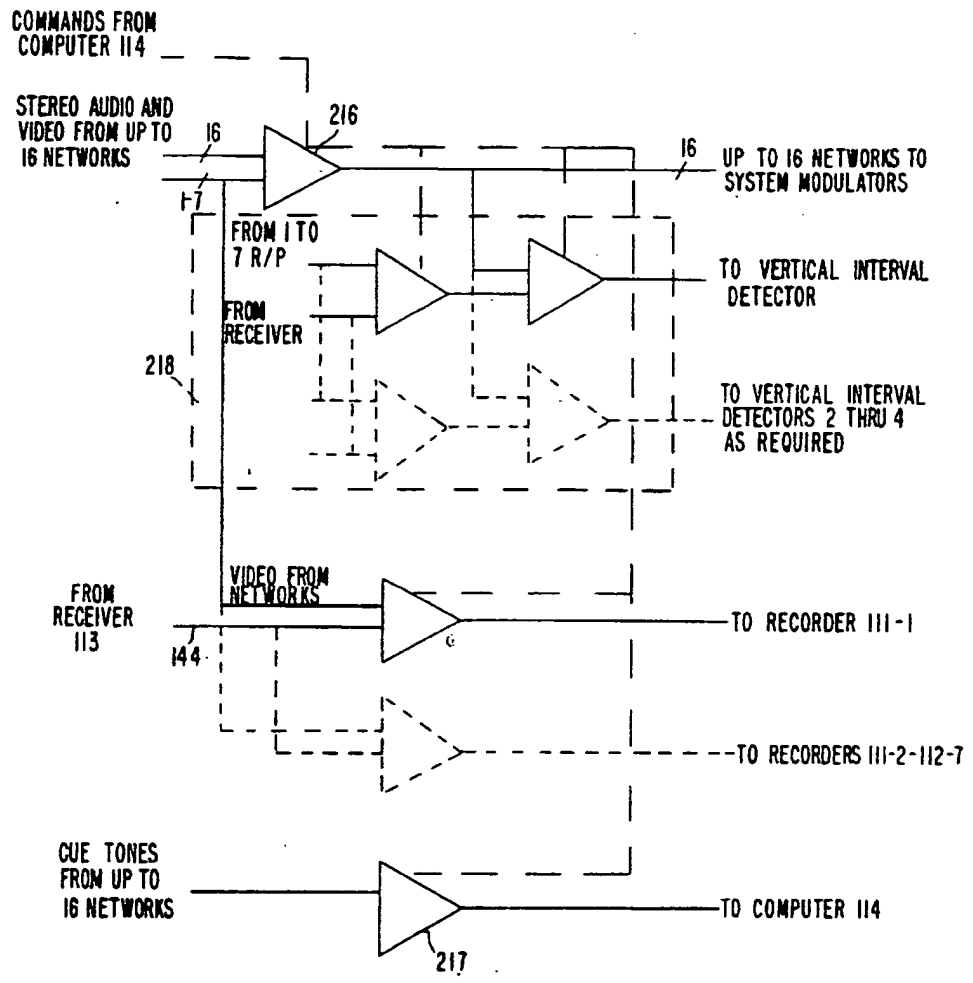 COMMANDS FROM
COMPUTER 114
STEREO AUDIO AND
VIDEO FROM UP TO
16 NETWORKS
16
1-7
216
16
UP TO 16 NETWORKS TO
SYSTEM MODULATORS
FROM 1 TO
7 R/P
FROM
RECEIVER
TO VERTICAL INTERVAL
DETECTOR
218
TO VERTICAL INTERVAL
DETECTORS 2 THRU 4
AS REQUIRED
VIDEO FROM
NETWORKS
FROM
RECEIVER
113
144
TO RECORDER 111-1
TO RECORDERS 111-2-112-7
CUE TONES
FROM UP TO
16 NETWORKS
TO COMPUTER 114
217